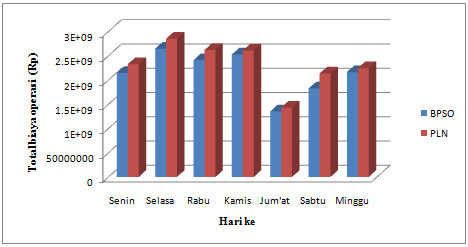 Totalbiaya operasi (Rp)
3E+09
2.5E+09
2E+09
1.5E+09
1E+09
50000000
0
Senin Selasa Rabu Kamis Jum'at Sabtu Minggu
Hari ke
BPSO
PLN